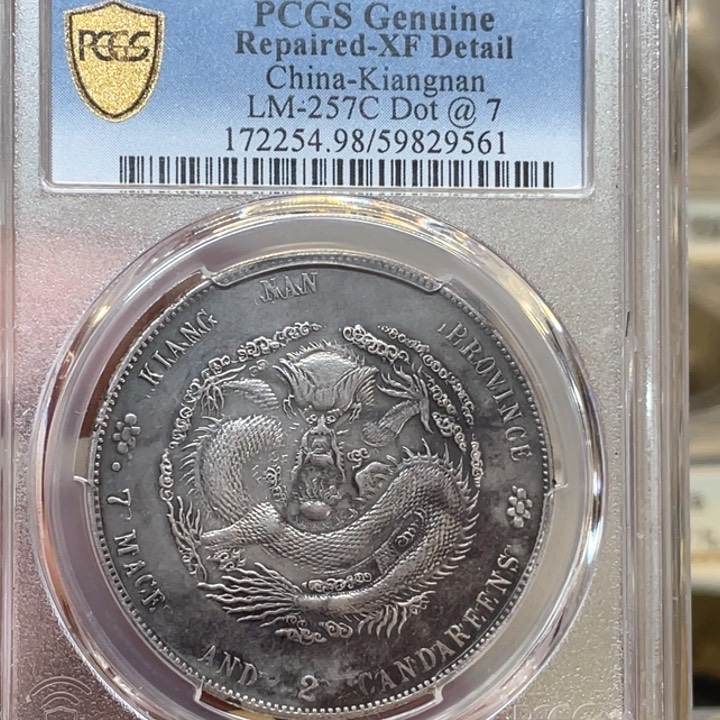 PCGS
PCGS Genuine
Repaired-XF Detail
China-Kiangnan
LM-257C Dot @ 7
172254.98/59829561
KIANG NAN PROVINCE
7 MACE AND 2 CANDAREENS
PCGS